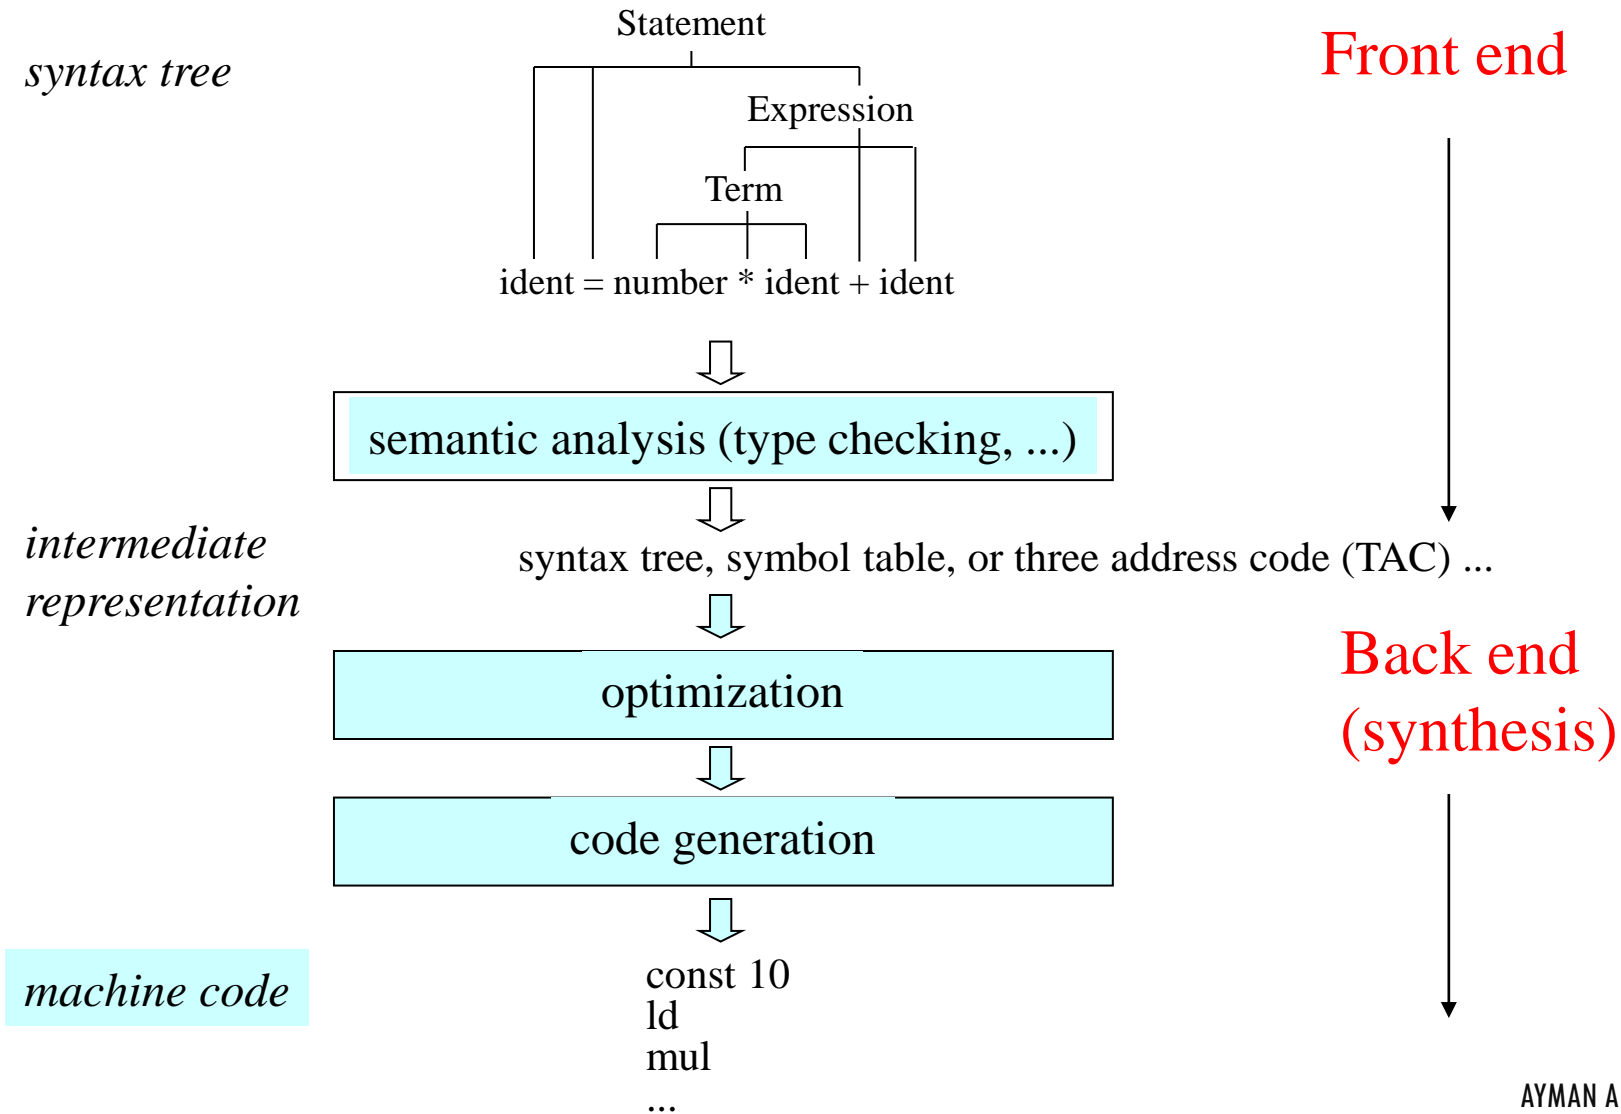 Statement
Front end
syntax tree
Expression
Term
ident = number * ident + ident
semantic analysis (type checking, ...)
intermediate
representation
syntax tree, symbol table, or three address code (TAC) ...
Back end
(synthesis)
optimization
code generation
machine code
const 10
ld
mul
...
AYMAN A